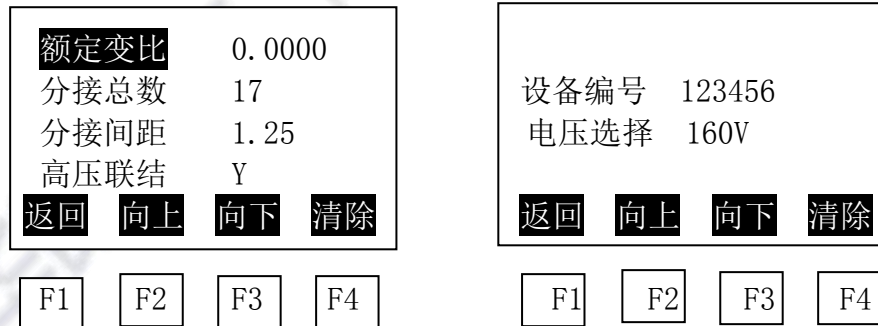 额定变比 0.0000
分接总数 17
分接间距 1.25
高压联结 Y
返回 向上 向下 清除
F1 F2 F3 F4
设备编号 123456
电压选择 160V
返回 向上 向下 清除
F1 F2 F3 F4